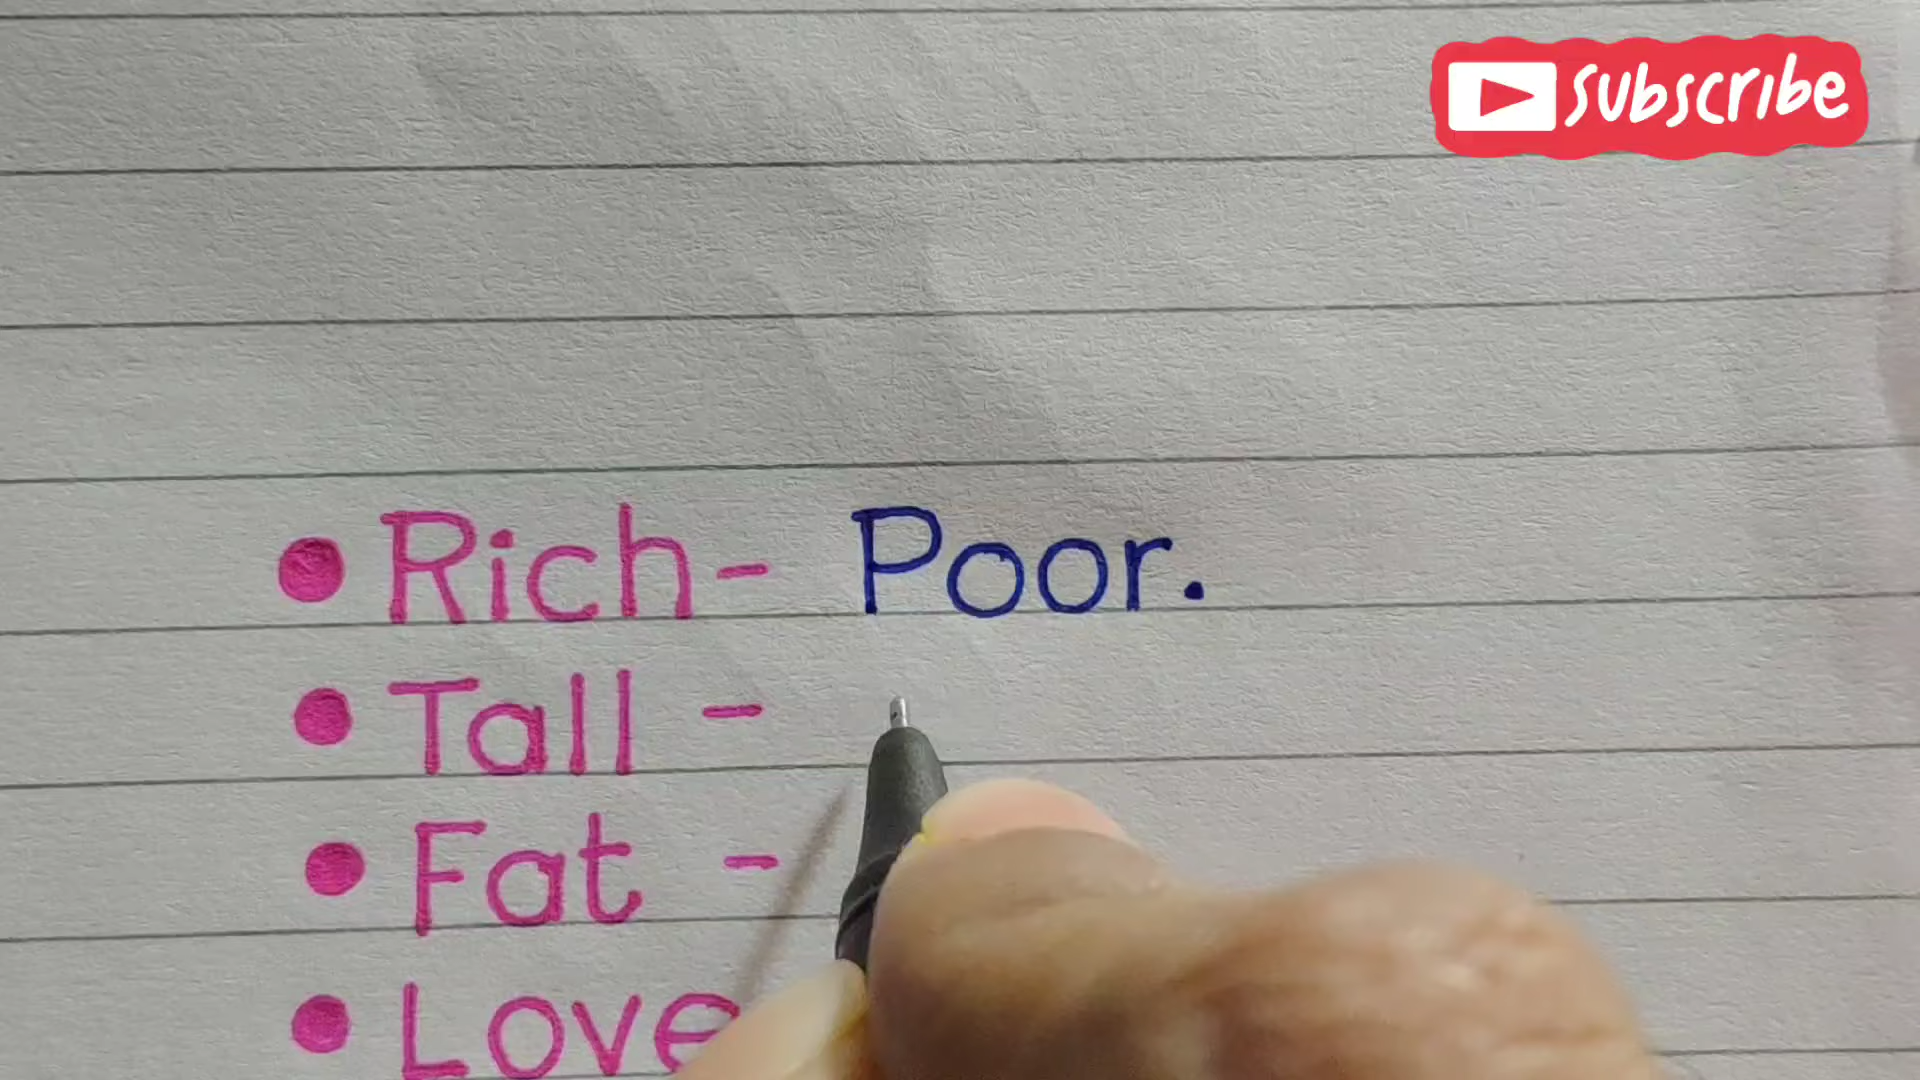 Subscribe
• Rich - Poor.
• Tall -
• Fat -
• Love